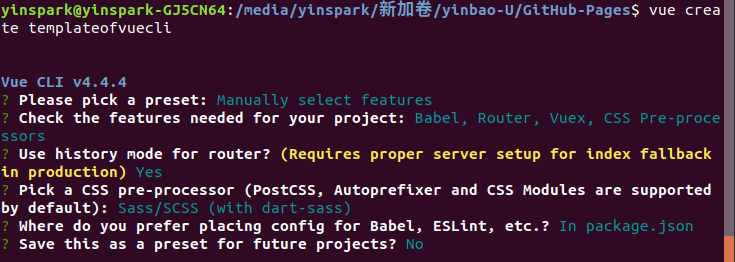 yinspark@yinspark-GJ5CN64:/media/yinspark/新加卷/yinbao-U/GitHub-Pages$ vue crea
te templateofvuecli
Vue CLI v4.4.4
? Please pick a preset: Manually select features
? Check the features needed for your project: Babel, Router, Vuex, CSS Pre-proce
ssors
? Use history mode for router? (Requires proper server setup for index fallback
in production) Yes
? Pick a CSS pre-processor (PostCSS, Autoprefixer and CSS Modules are supported
by default): Sass/SCSS (with dart-sass)
? Where do you prefer placing config for Babel, ESLint, etc.? In package.json
? Save this as a preset for future projects? No